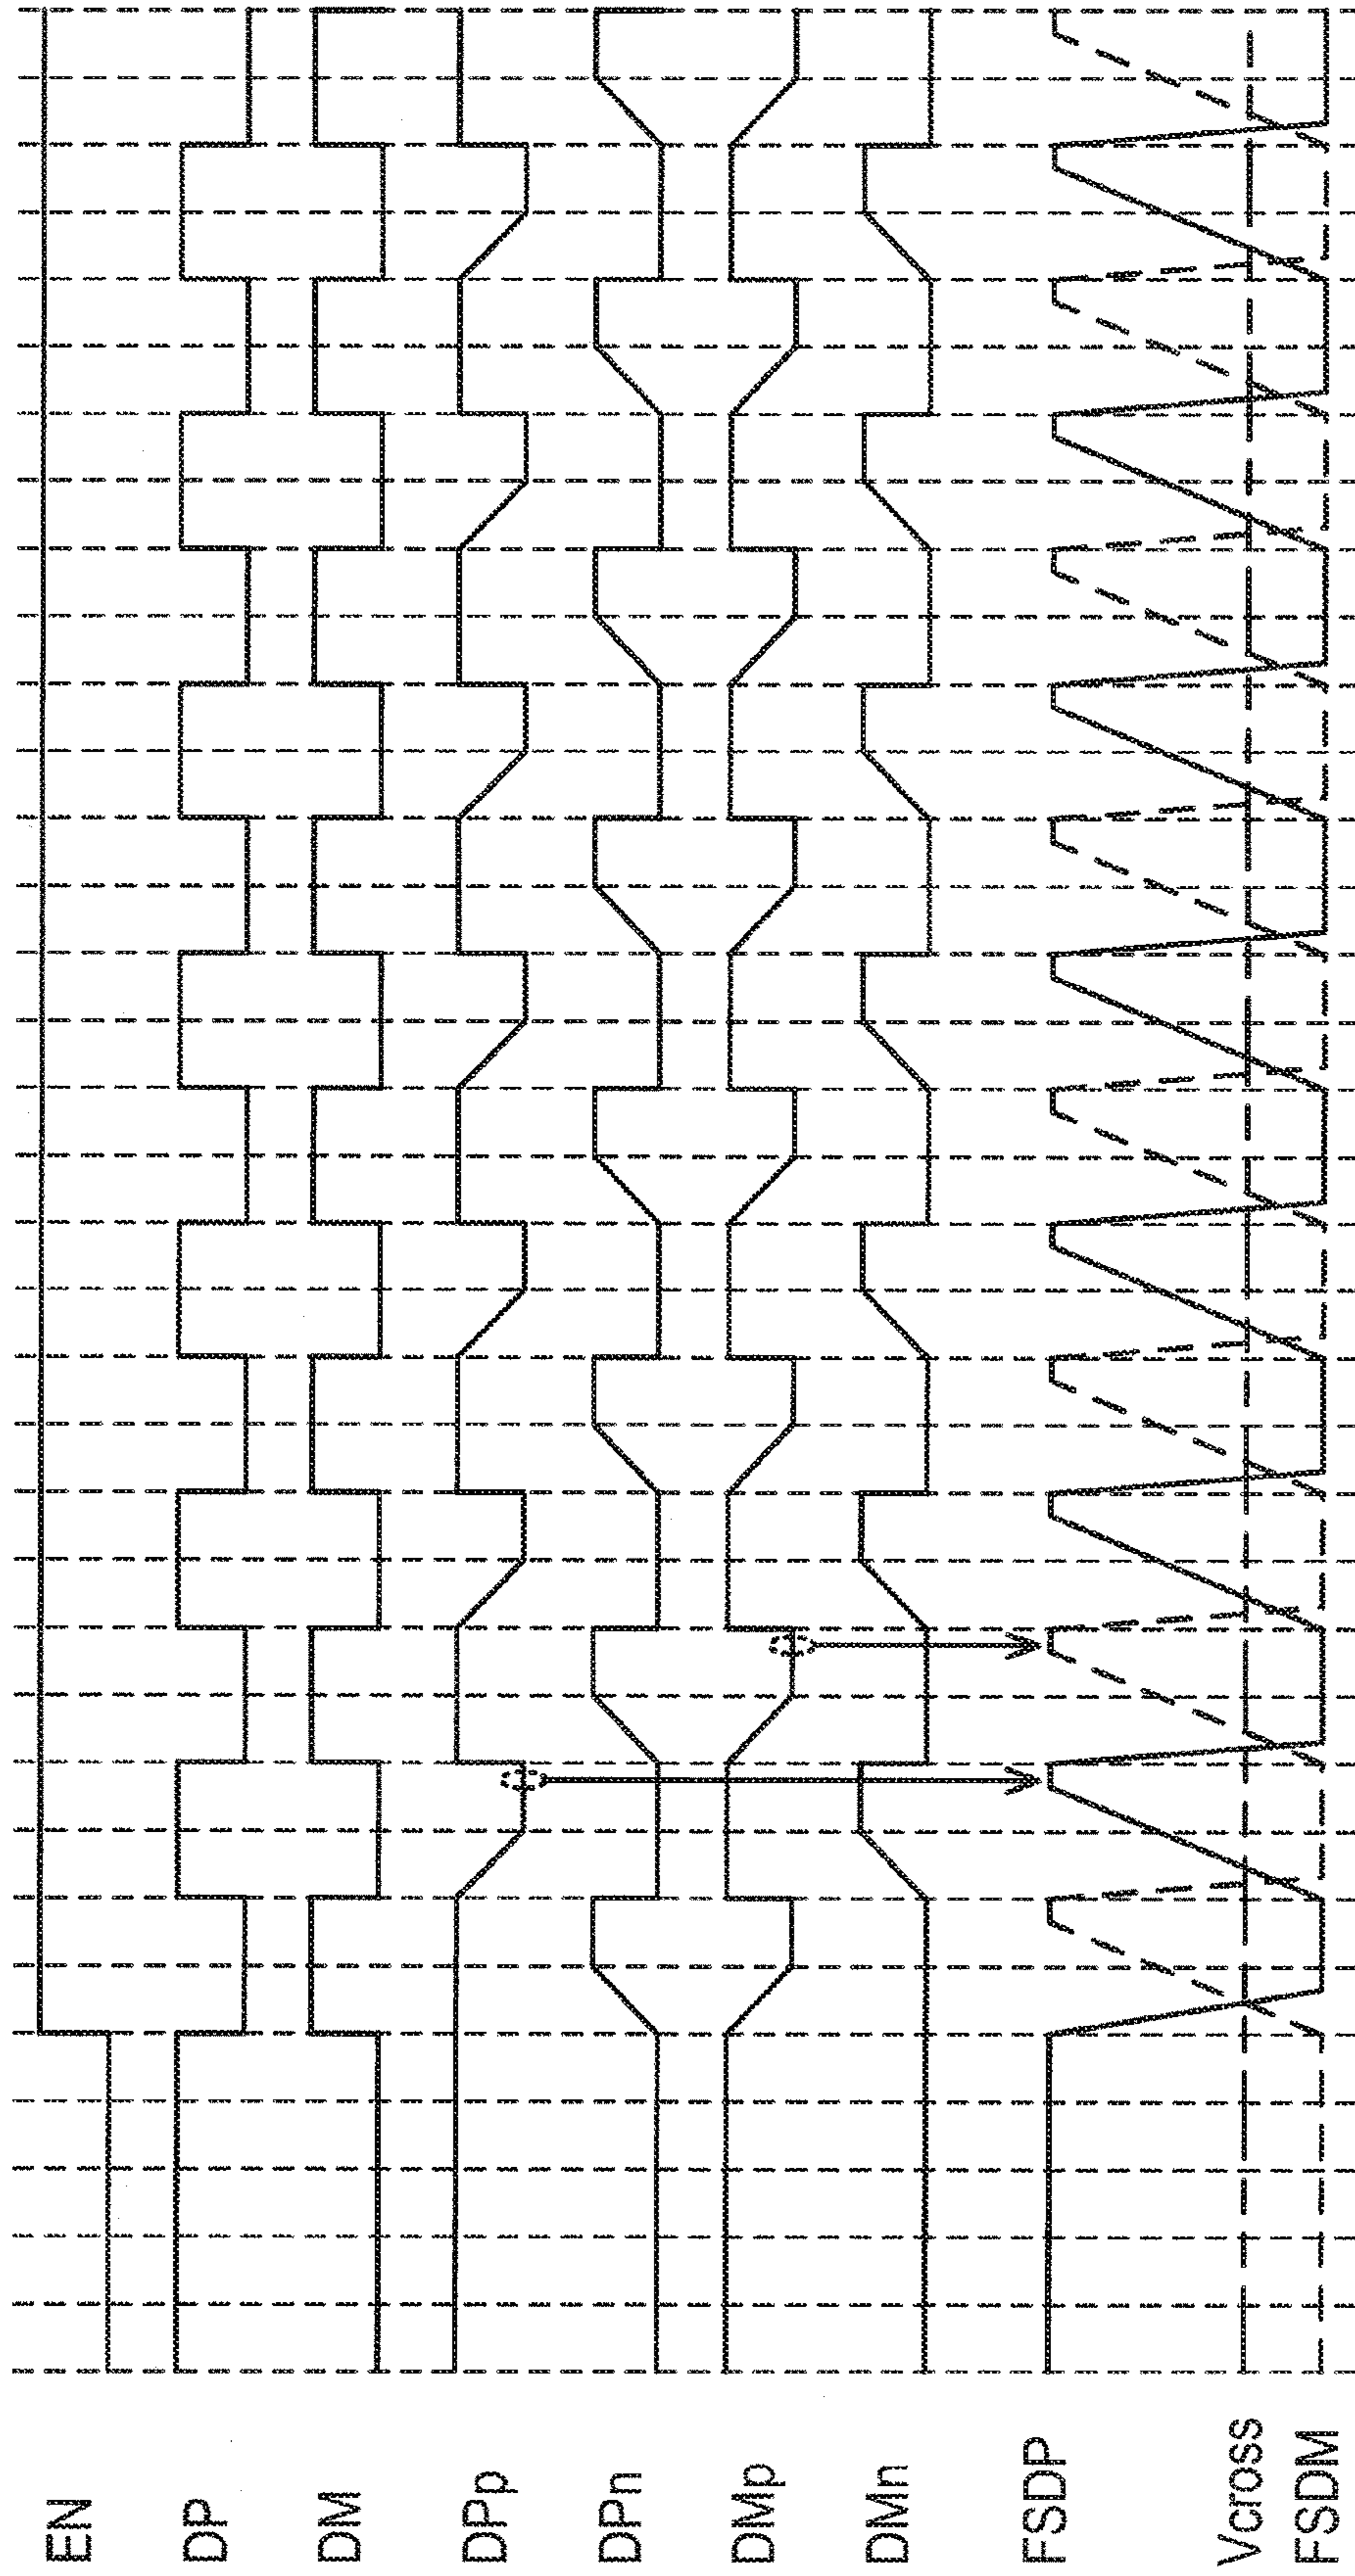 EN
DP
DM
DPp
DPn
DMp
DMn
FSDP
Vcross
FSDM